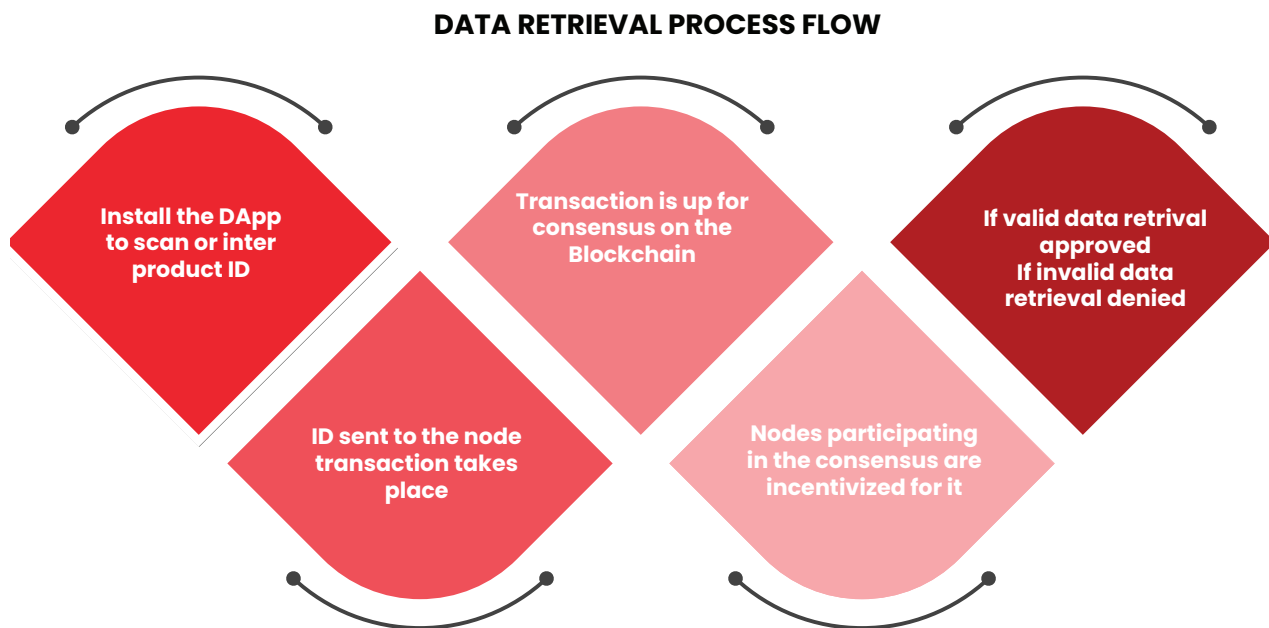 DATA RETRIEVAL PROCESS FLOW
Install the DApp
to scan or inter
product ID
ID sent to the node
transaction takes
place
Transaction is up for
consensus on the
Blockchain
Nodes participating
in the consensus are
incentivized for it
If valid data retrival
approved
If invalid data
retrieval denied